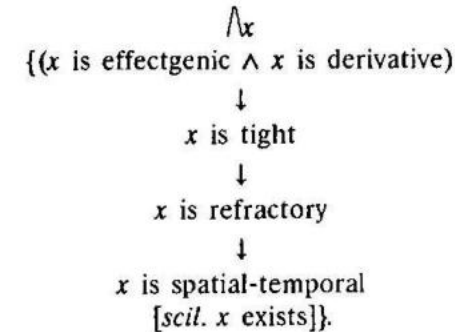 ⋀x
{(x is effectgenic ∧ x is derivative)
↓
x is tight
↓
x is refractory
↓
x is spatial-temporal
[scil. x exists]}.